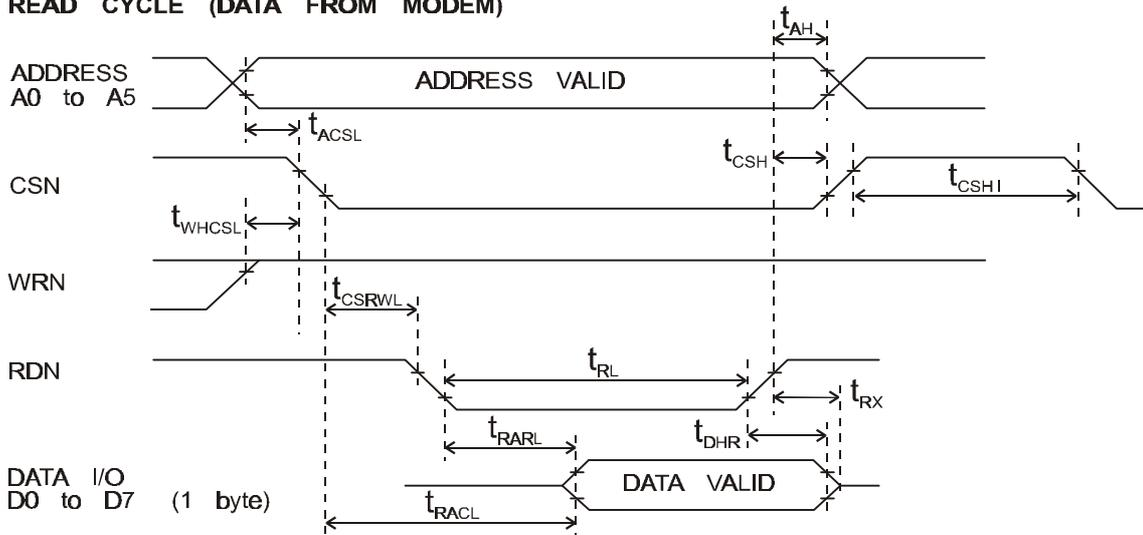 READ CYCLE (DATA FROM MODEM)
tAH
ADDRESS
A0 to A5
ADDRESS VALID
tACSL
tCSH
CSN
tCSHI
tWHCSL
WRN
tCSRWL
RDN
tRL
tRX
tRARL
tDHR
DATA I/O
D0 to D7 (1 byte)
DATA VALID
tRACL